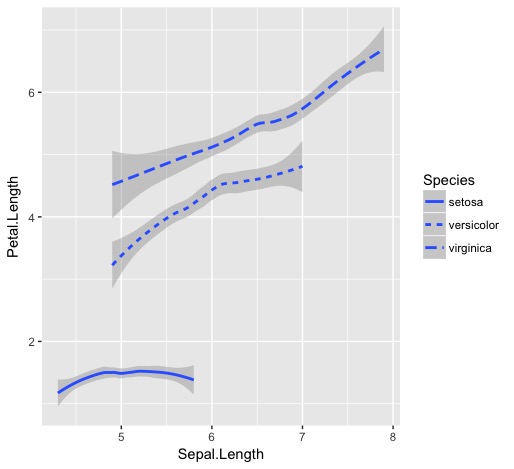 6
4
2
Petal.Length
5
6
7
8
Sepal.Length
Species
setosa
versicolor
virginica